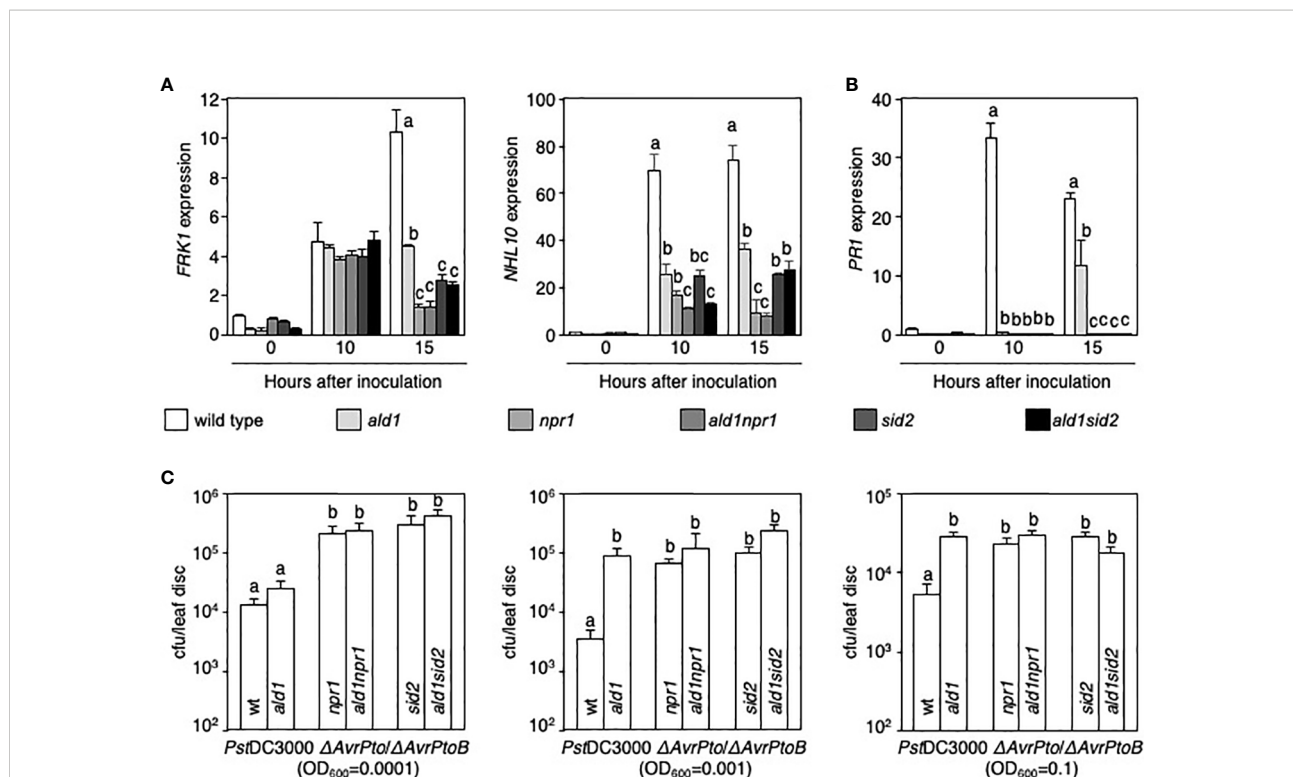 A
B
12
10
8
6
4
2
0
FRK1 expression
a
b
c c
c
c
0 10 15
Hours after inoculation
100
80
60
40
20
0
NHL10 expression
a
b
b
c
bc
c
a
b
c
c
b b
0 10 15
Hours after inoculation
40
30
20
10
0
PR1 expression
a
bbbbb
a
b
cccc
0 10 15
Hours after inoculation
wild type ald1 npr1 ald1npr1 sid2 ald1sid2
C
10⁶
10⁵
10⁴
10³
10²
cfu/leaf disc
a a b b b b
wt ald1 npr1 ald1npr1 sid2 ald1sid2
PstDC3000 ΔAvrPto/ΔAvrPtoB
(OD₆₀₀=0.0001)
10⁶
10⁵
10⁴
10³
10²
cfu/leaf disc
a b b b b b
wt ald1 npr1 ald1npr1 sid2 ald1sid2
PstDC3000 ΔAvrPto/ΔAvrPtoB
(OD₆₀₀=0.001)
10⁵
10⁴
10³
10²
cfu/leaf disc
a b b b b b
wt ald1 npr1 ald1npr1 sid2 ald1sid2
PstDC3000 ΔAvrPto/ΔAvrPtoB
(OD₆₀₀=0.1)